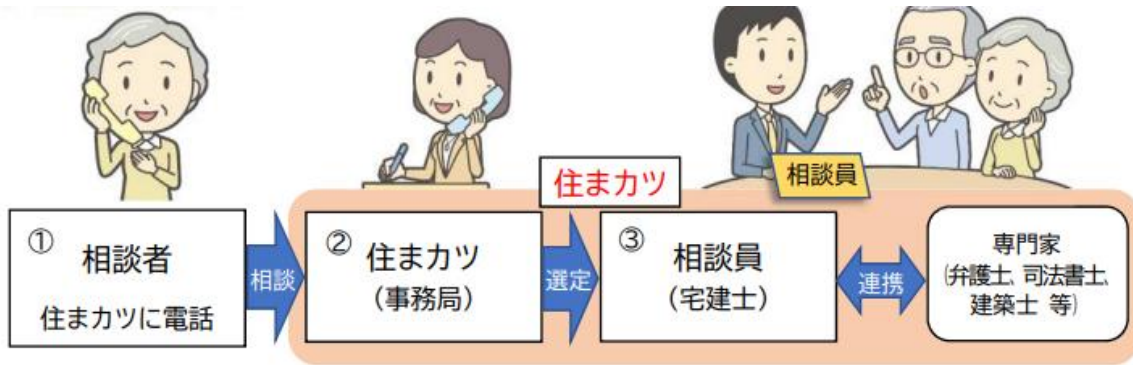 住まカツ
相談員
①
相談者
住まカツに電話
相談
②
住まカツ
（事務局）
選定
③
相談員
（宅建士）
連携
専門家
(弁護士、司法書士、
建築士 等)